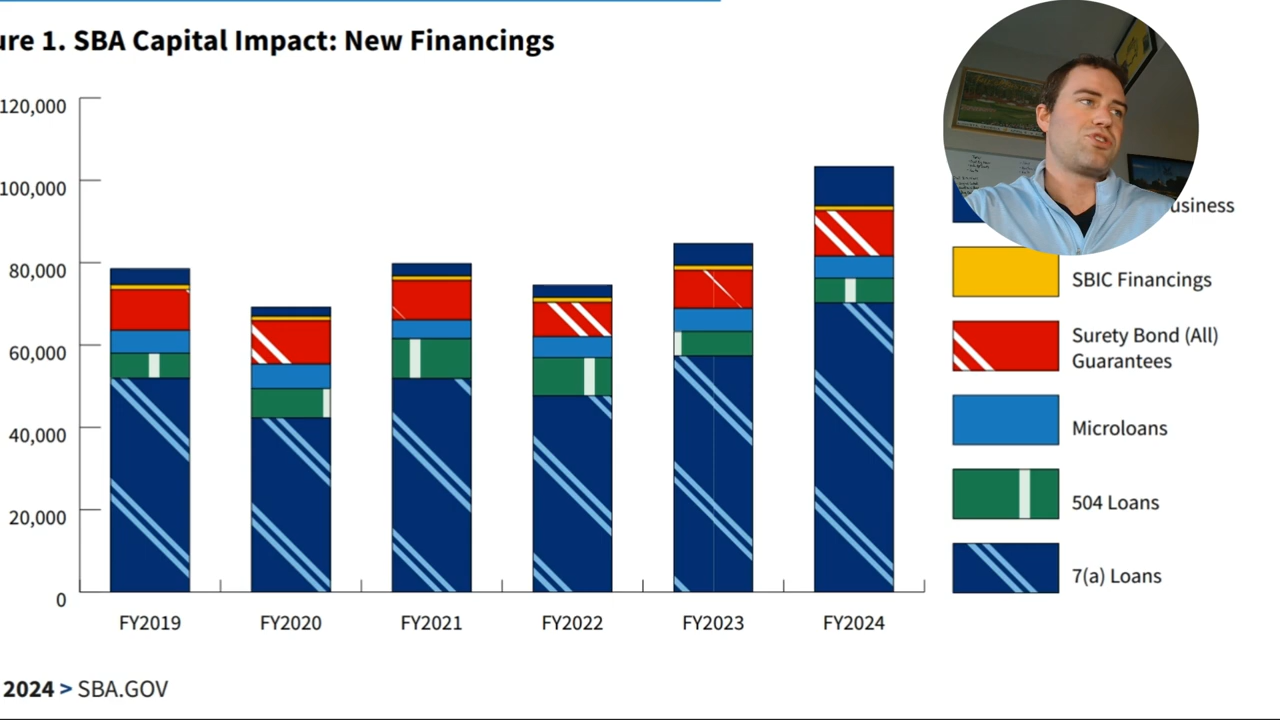 ure 1. SBA Capital Impact: New Financings
120,000
100,000
80,000
60,000
40,000
20,000
0
FY2019
FY2020
FY2021
FY2022
FY2023
FY2024
usiness
SBIC Financings
Surety Bond (All)
Guarantees
Microloans
504 Loans
7(a) Loans
2024 > SBA.GOV